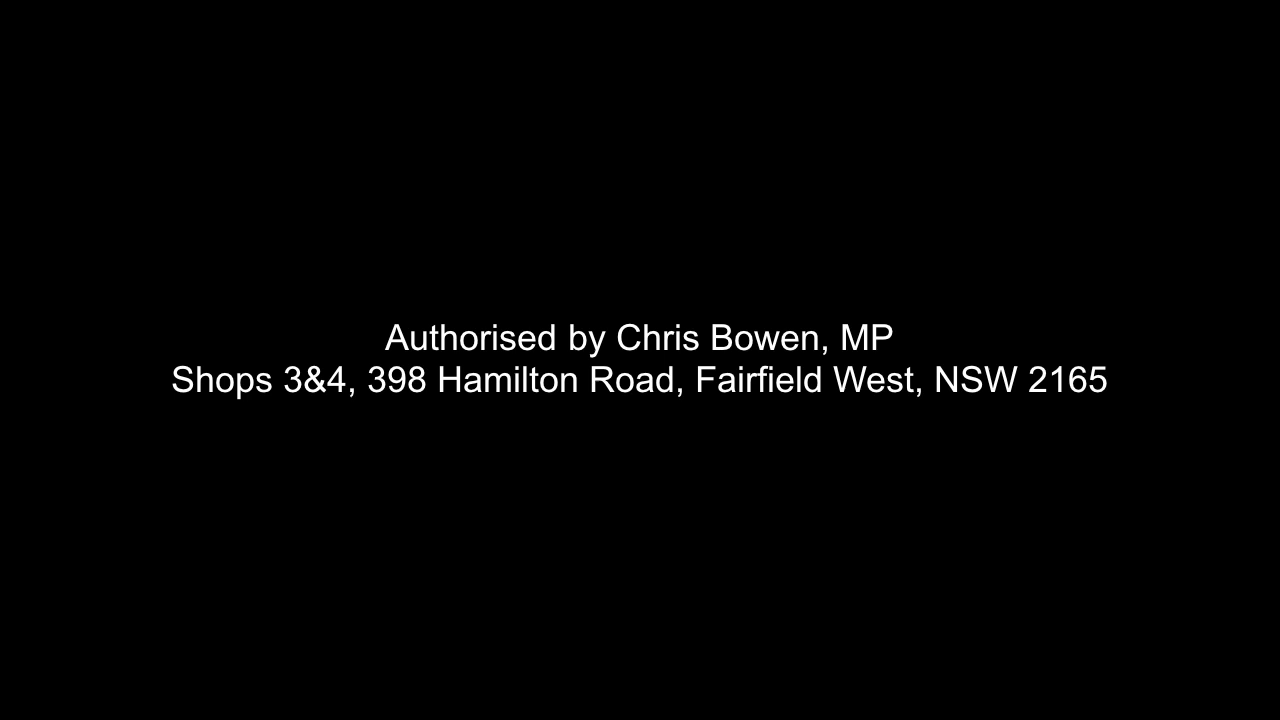 Authorised by Chris Bowen, MP
Shops 3&4, 398 Hamilton Road, Fairfield West, NSW 2165